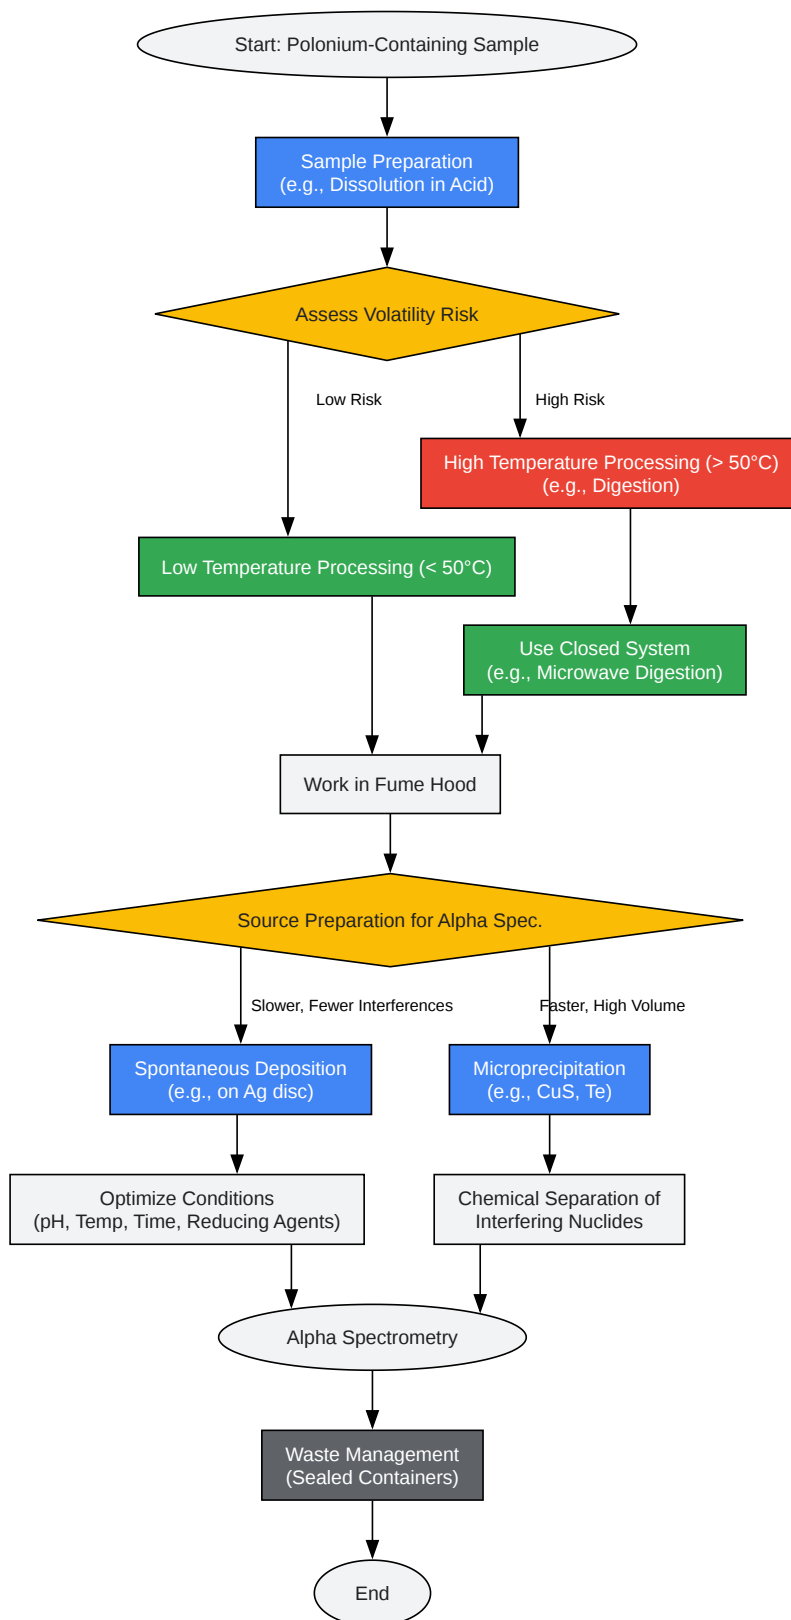 Start: Polonium-Containing Sample
Sample Preparation
(e.g., Dissolution in Acid)
Assess Volatility Risk
Low Risk
High Risk
High Temperature Processing (> 50°C)
(e.g., Digestion)
Low Temperature Processing (< 50°C)
Use Closed System
(e.g., Microwave Digestion)
Work in Fume Hood
Source Preparation for Alpha Spec.
Slower, Fewer Interferences
Faster, High Volume
Spontaneous Deposition
(e.g., on Ag disc)
Microprecipitation
(e.g., CuS, Te)
Optimize Conditions
(pH, Temp, Time, Reducing Agents)
Chemical Separation of
Interfering Nuclides
Alpha Spectrometry
Waste Management
(Sealed Containers)
End